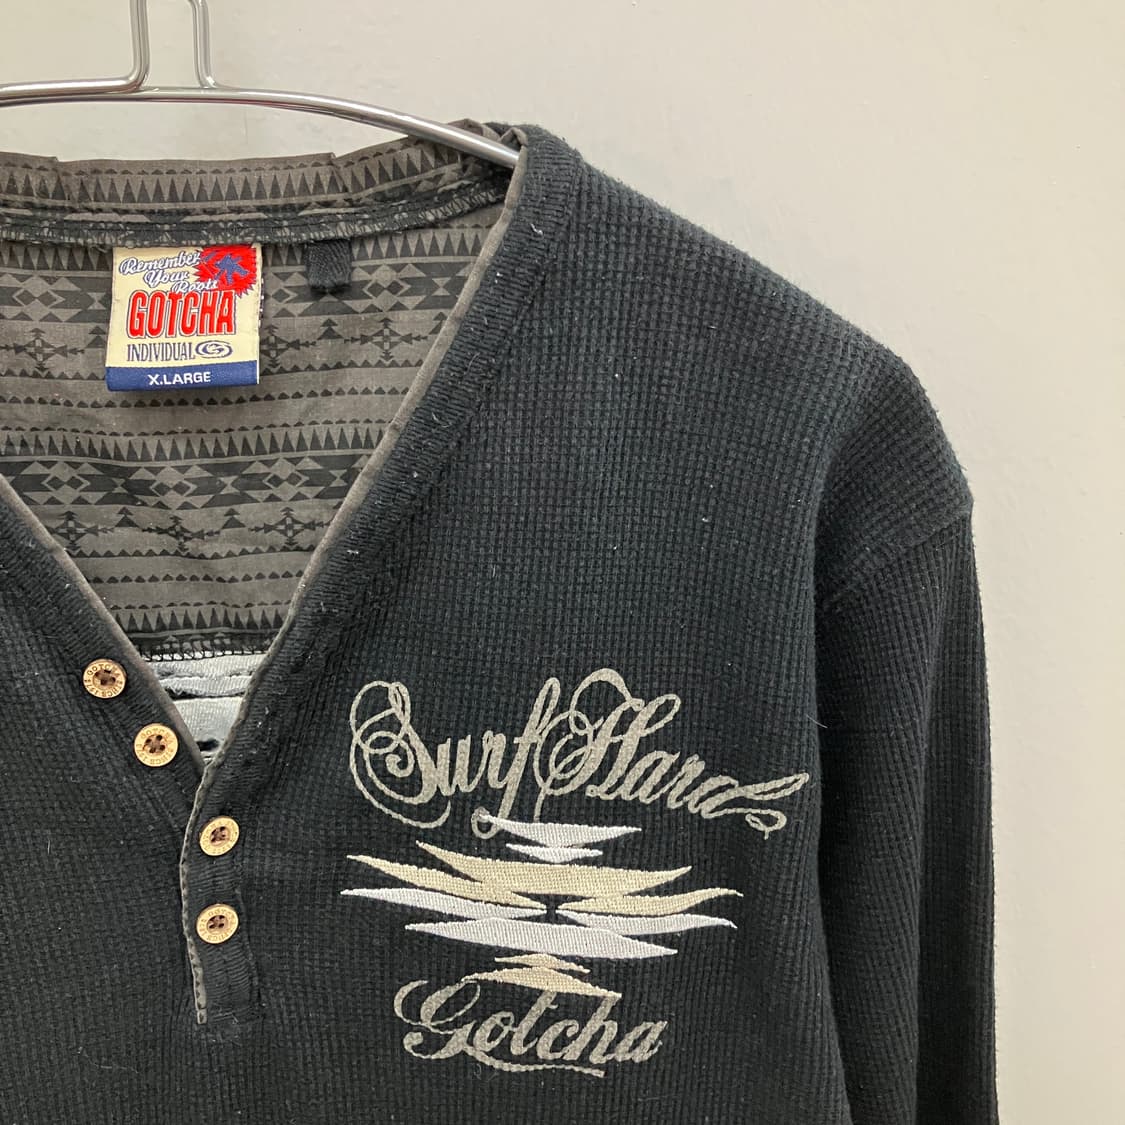 Remember
Your
Roots
GOTCHA
INDIVIDUAL
X.LARGE
Surf Hard
Gotcha